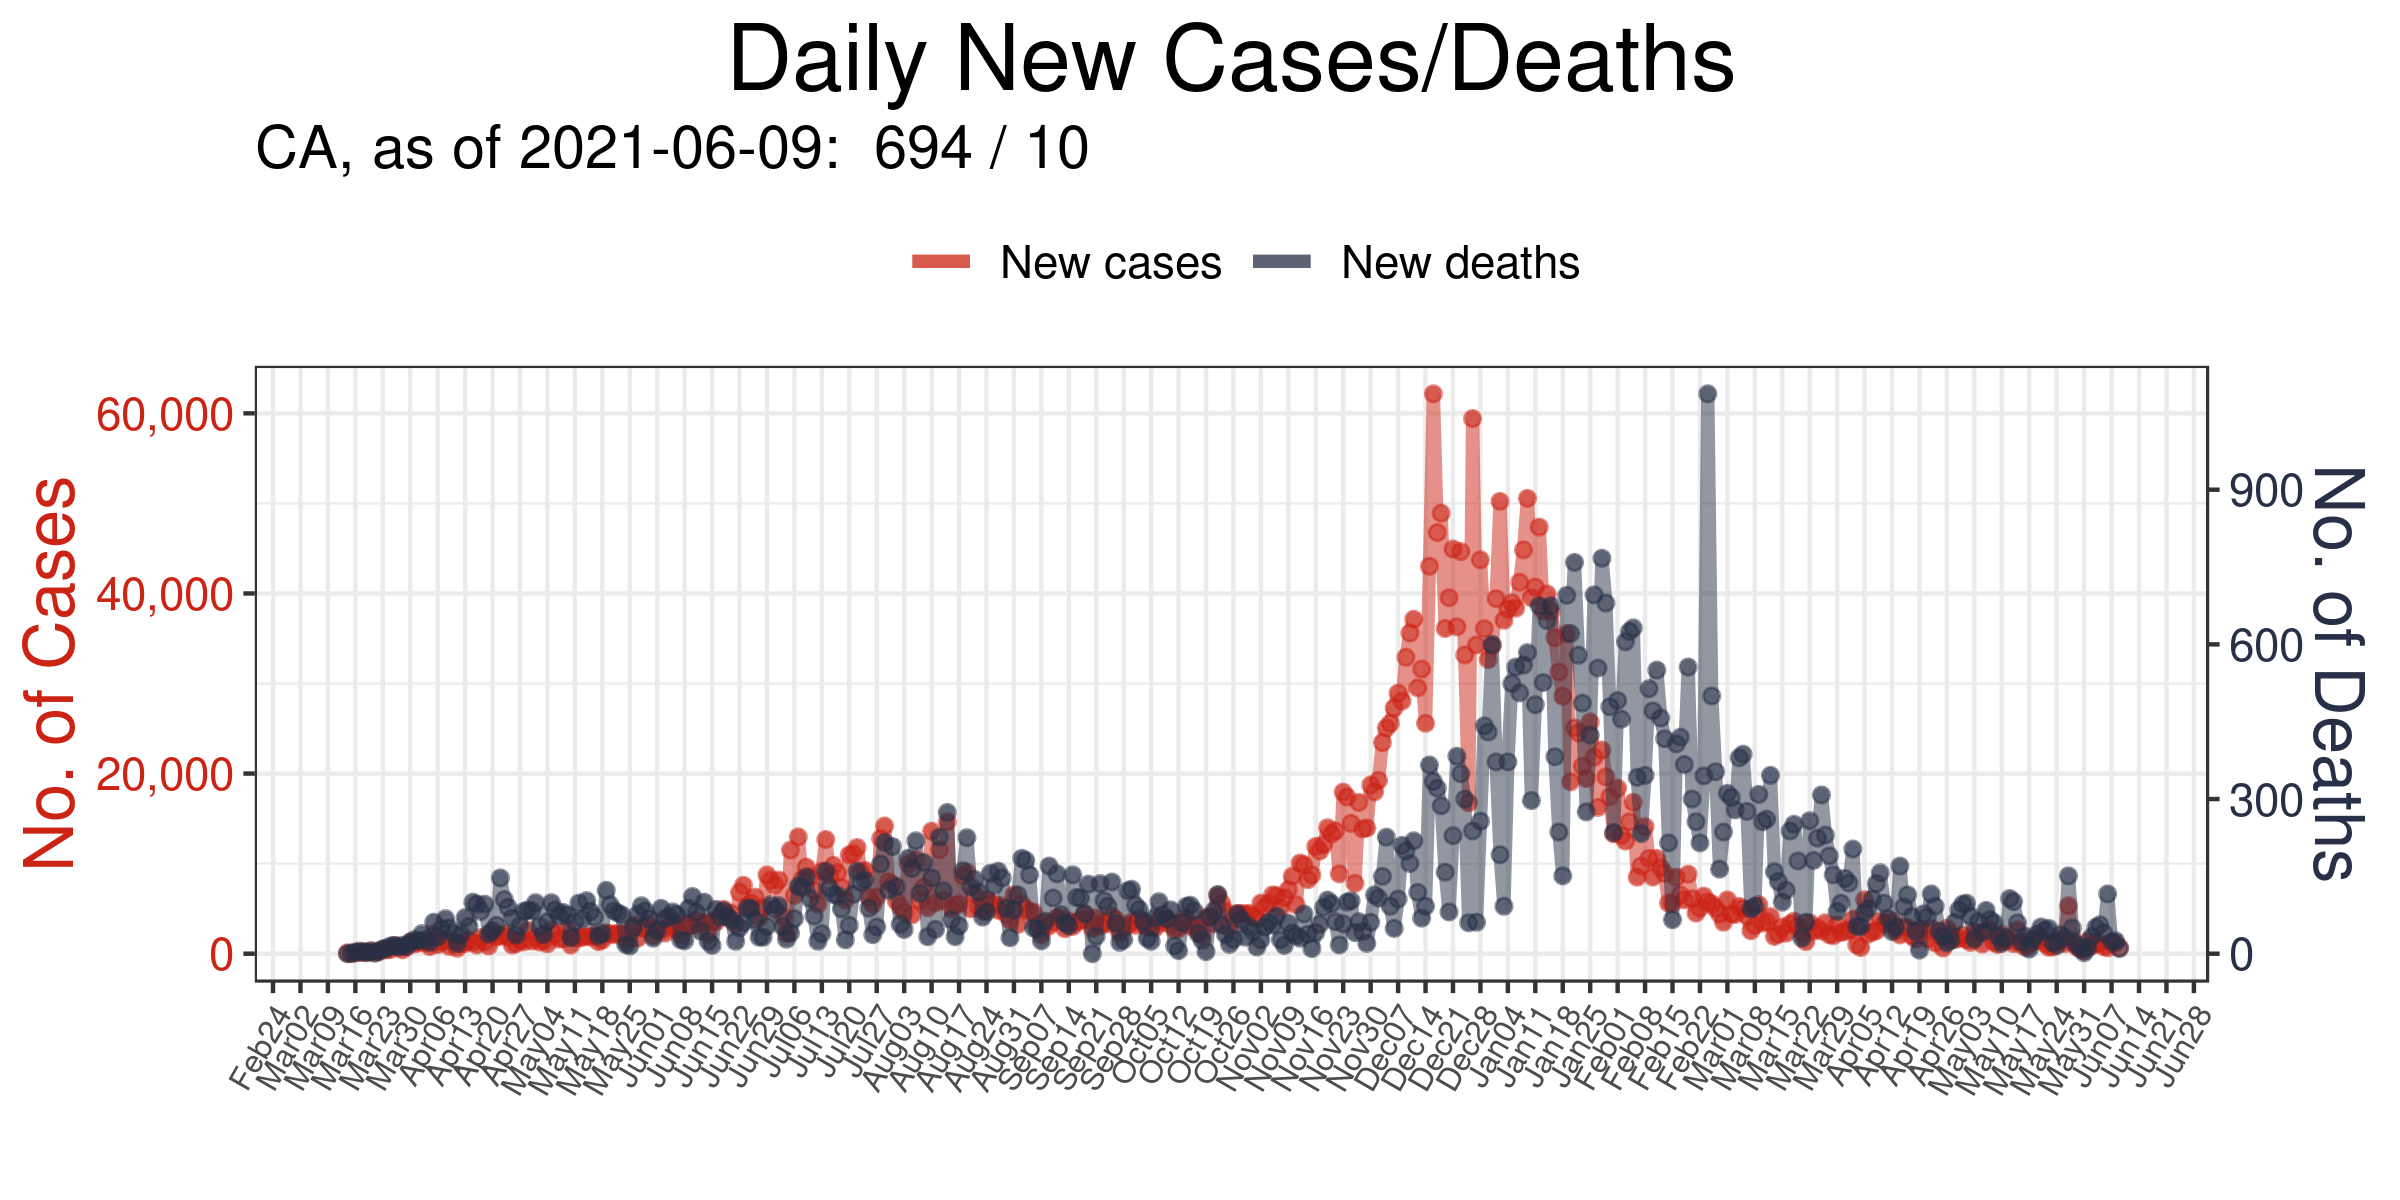 Daily New Cases/Deaths
CA, as of 2021-06-09:  694 / 10
New cases
New deaths
No. of Cases
60,000
40,000
20,000
0
900
600
300
0
No. of Deaths
Feb24
Mar02
Mar09
Mar16
Mar23
Mar30
Apr06
Apr13
Apr20
Apr27
May04
May11
May18
May25
Jun01
Jun08
Jun15
Jun22
Jun29
Jul06
Jul13
Jul20
Jul27
Aug03
Aug10
Aug17
Aug24
Aug31
Sep07
Sep14
Sep21
Sep28
Oct05
Oct12
Oct19
Oct26
Nov02
Nov09
Nov16
Nov23
Nov30
Dec07
Dec14
Dec21
Dec28
Jan04
Jan11
Jan18
Jan25
Feb01
Feb08
Feb15
Feb22
Mar01
Mar08
Mar15
Mar22
Mar29
Apr05
Apr12
Apr19
Apr26
May03
May10
May17
May24
May31
Jun07
Jun14
Jun21
Jun28